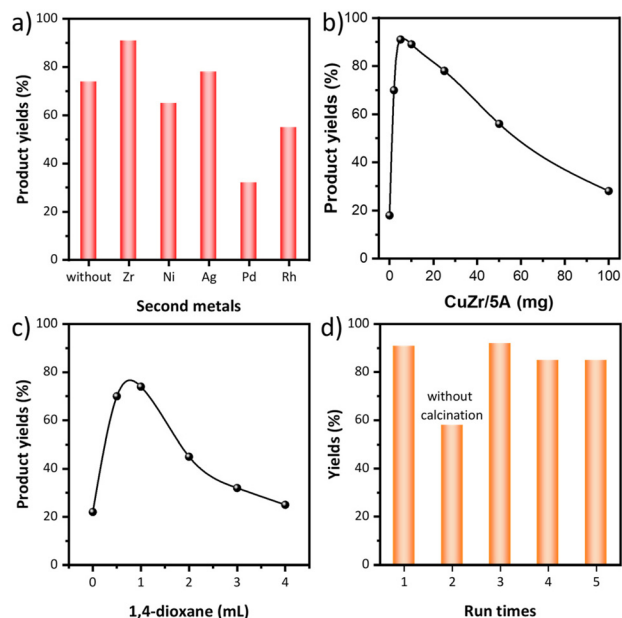 a)
Product yields (%)
100
80
60
40
20
0
without Zr Ni Ag Pd Rh
Second metals
b)
Product yields (%)
100
80
60
40
20
0
0 20 40 60 80 100
CuZr/5A (mg)
c)
Product yields (%)
100
80
60
40
20
0
0 1 2 3 4
1,4-dioxane (mL)
d)
Yields (%)
100
80
60
40
20
0
without
calcination
1 2 3 4 5
Run times